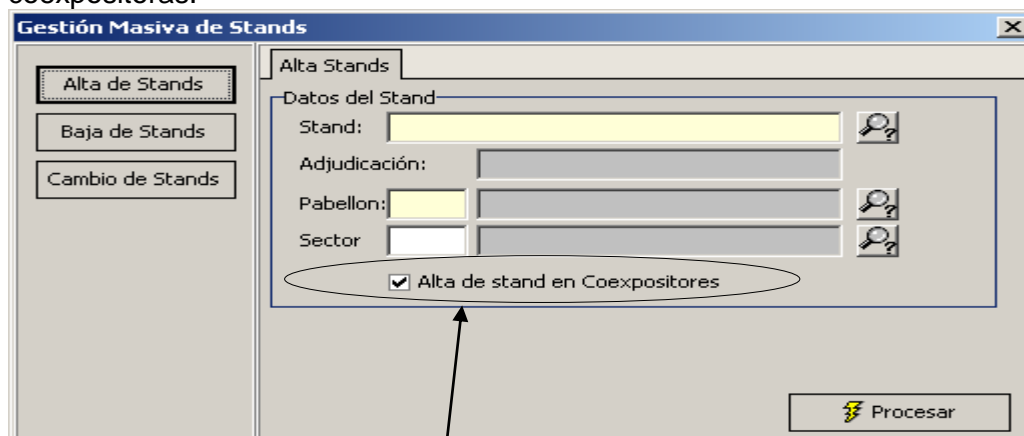 coexpositoras.
Gestión Masiva de Stands
Alta de Stands
Baja de Stands
Cambio de Stands
Alta Stands
Datos del Stand
Stand:
Adjudicación:
Pabellon:
Sector
Alta de stand en Coexpositores
Procesar